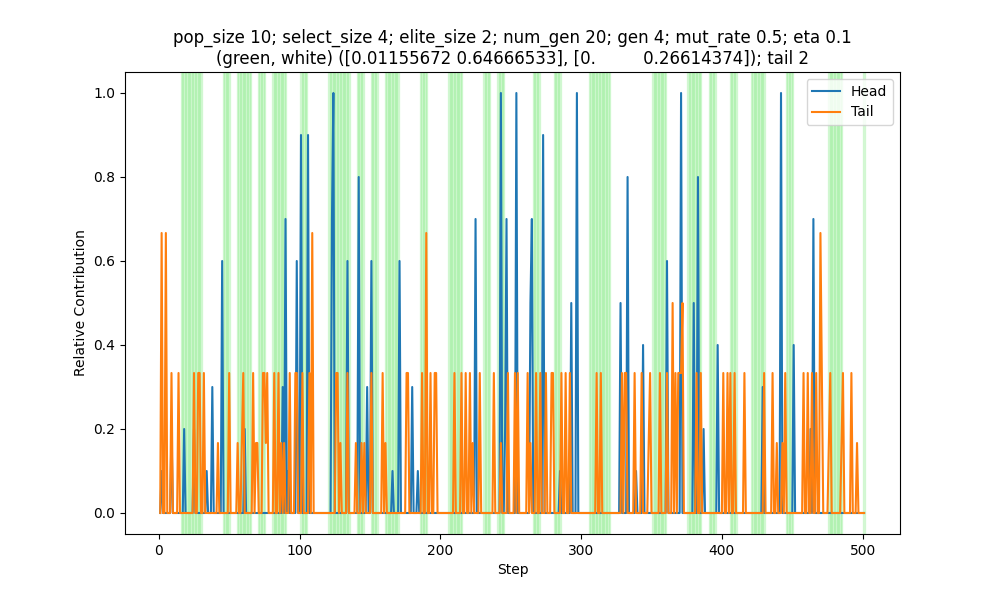 pop_size 10; select_size 4; elite_size 2; num_gen 20; gen 4; mut_rate 0.5; eta 0.1
(green, white) ([0.01155672 0.64666533], [0.         0.26614374]); tail 2
Head
Tail
1.0
0.8
0.6
0.4
0.2
0.0
Relative Contribution
0 100 200 300 400 500
Step